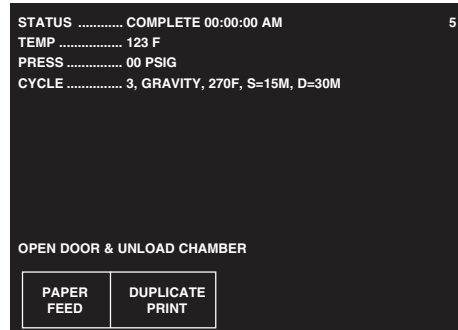 STATUS ............ COMPLETE 00:00:00 AM 5
TEMP ................. 123 F
PRESS ............... 00 PSIG
CYCLE ............... 3, GRAVITY, 270F, S=15M, D=30M
OPEN DOOR & UNLOAD CHAMBER
PAPER FEED
DUPLICATE PRINT